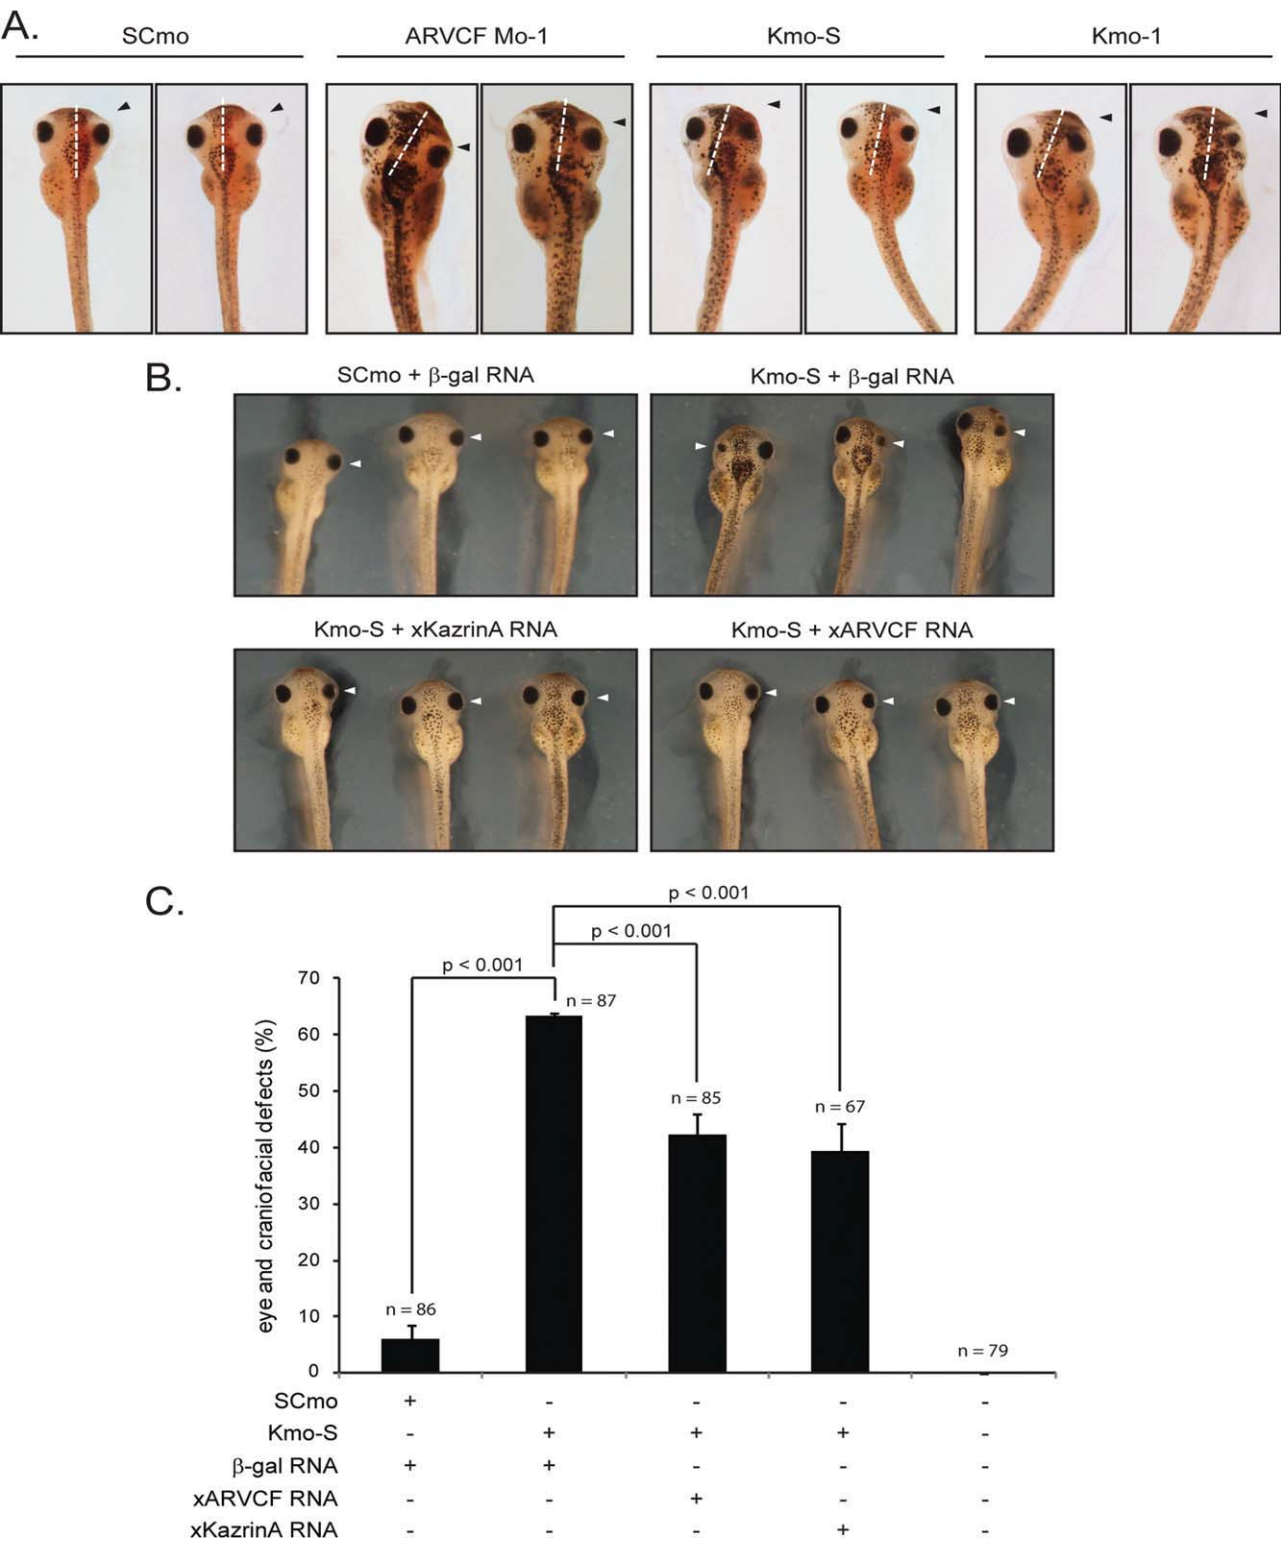 A.
SCmo ARVCF Mo-1 Kmo-S Kmo-1
B.
SCmo + β-gal RNA Kmo-S + β-gal RNA
Kmo-S + xKazrinA RNA Kmo-S + xARVCF RNA
C.
p < 0.001
p < 0.001
p < 0.001
eye and craniofacial defects (%)
70
60
50
40
30
20
10
0
n = 86
n = 87
n = 85
n = 67
n = 79
SCmo + - - - -
Kmo-S - + + + -
β-gal RNA + + - - -
xARVCF RNA - - + - -
xKazrinA RNA - - - + -